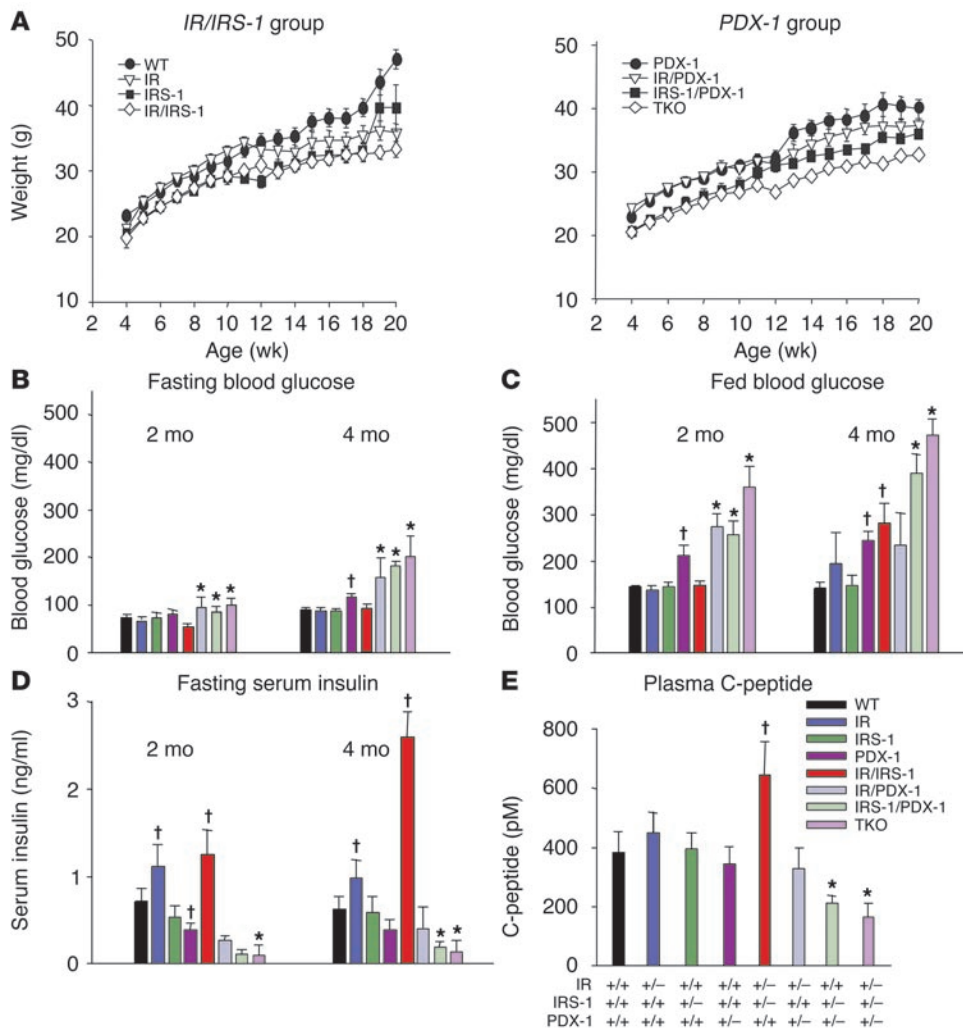 A
IR/IRS-1 group
50
40
30
20
10
Weight (g)
WT
IR
IRS-1
IR/IRS-1
2 4 6 8 10 12 14 16 18 20
Age (wk)
PDX-1 group
50
40
30
20
10
PDX-1
IR/PDX-1
IRS-1/PDX-1
TKO
2 4 6 8 10 12 14 16 18 20
Age (wk)
B Fasting blood glucose
Blood glucose (mg/dl)
500
400
300
200
100
0
2 mo 4 mo
* * * † * * *
C Fed blood glucose
Blood glucose (mg/dl)
500
400
300
200
100
0
2 mo 4 mo
† * * * † † * *
D Fasting serum insulin
Serum insulin (ng/ml)
3
2
1
0
2 mo 4 mo
† † † * † † * *
E Plasma C-peptide
C-peptide (pM)
800
600
400
200
0
† * *
WT
IR
IRS-1
PDX-1
IR/IRS-1
IR/PDX-1
IRS-1/PDX-1
TKO
IR +/+ +/– +/+ +/+ +/– +/– +/+ +/–
IRS-1 +/+ +/+ +/– +/+ +/– +/+ +/– +/–
PDX-1 +/+ +/+ +/+ +/– +/+ +/– +/– +/–